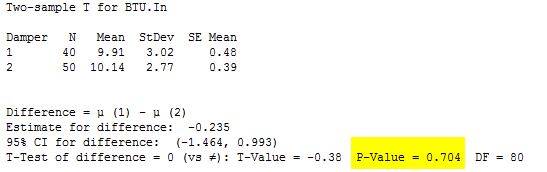 Two-sample T for BTU.In
Damper N Mean StDev SE Mean
1 40 9.91 3.02 0.48
2 50 10.14 2.77 0.39
Difference = μ (1) - μ (2)
Estimate for difference: -0.235
95% CI for difference: (-1.464, 0.993)
T-Test of difference = 0 (vs ≠): T-Value = -0.38 P-Value = 0.704 DF = 80